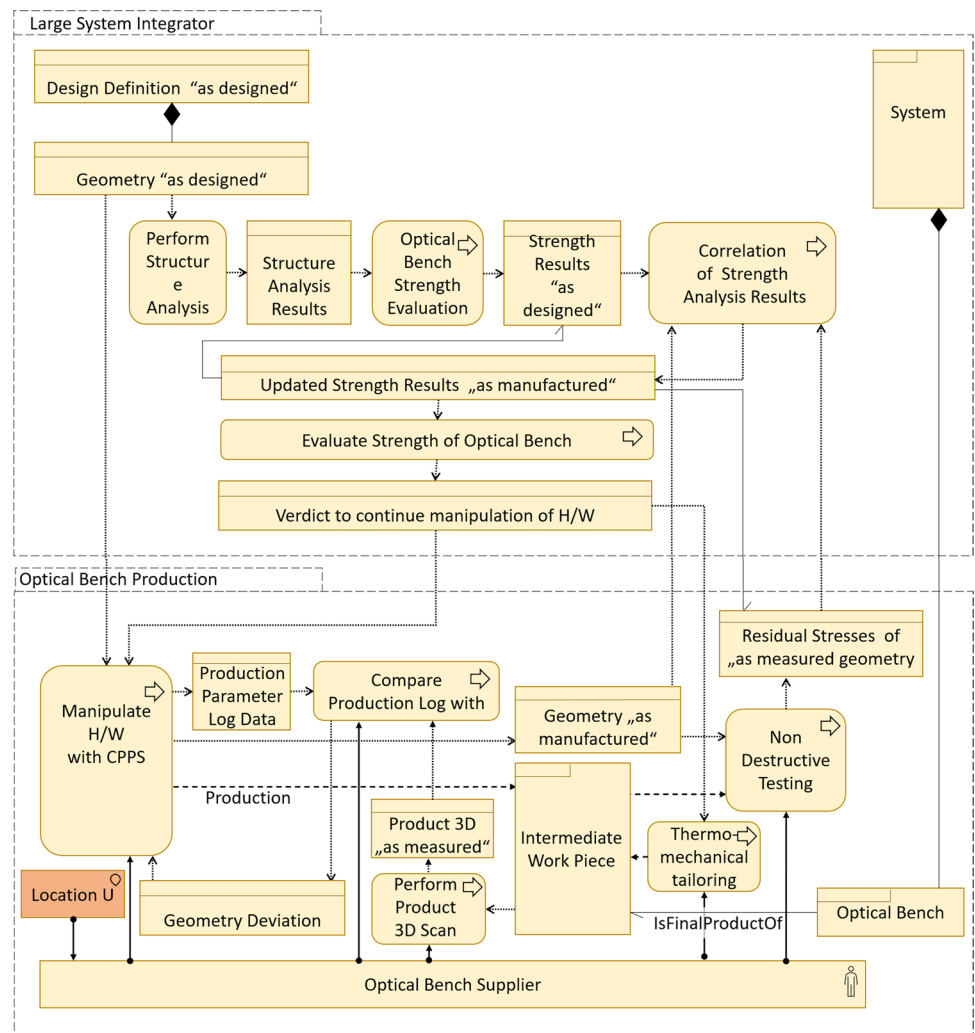 Large System Integrator
Design Definition “as designed“
System
Geometry “as designed“
Perform
Structur
e
Analysis
Structure
Analysis
Results
Optical
Bench
Strength
Evaluation
Strength
Results
“as
designed“
Correlation
of Strength
Analysis Results
Updated Strength Results „as manufactured“
Evaluate Strength of Optical Bench
Verdict to continue manipulation of H/W
Optical Bench Production
Residual Stresses of
„as measured geometry
Manipulate
H/W
with CPPS
Production
Parameter
Log Data
Compare
Production Log with
Geometry „as
manufactured“
Non
Destructive
Testing
Production
Product 3D
„as measured“
Intermediate
Work Piece
Thermo-
mechanical
tailoring
Location U
Geometry Deviation
Perform
Product
3D Scan
IsFinalProductOf
Optical Bench
Optical Bench Supplier